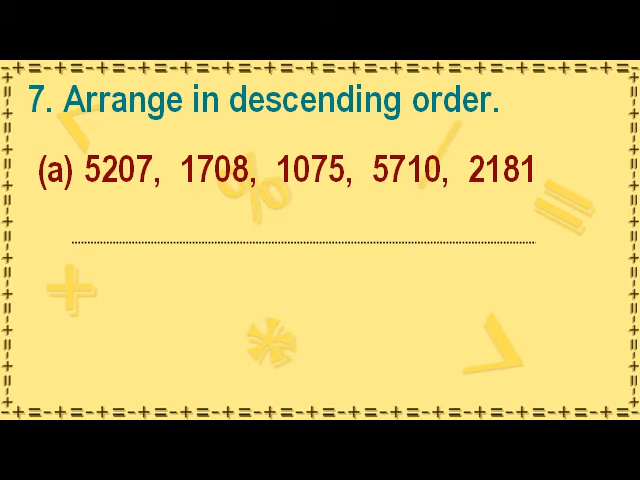 7. Arrange in descending order.
(a) 5207, 1708, 1075, 5710, 2181